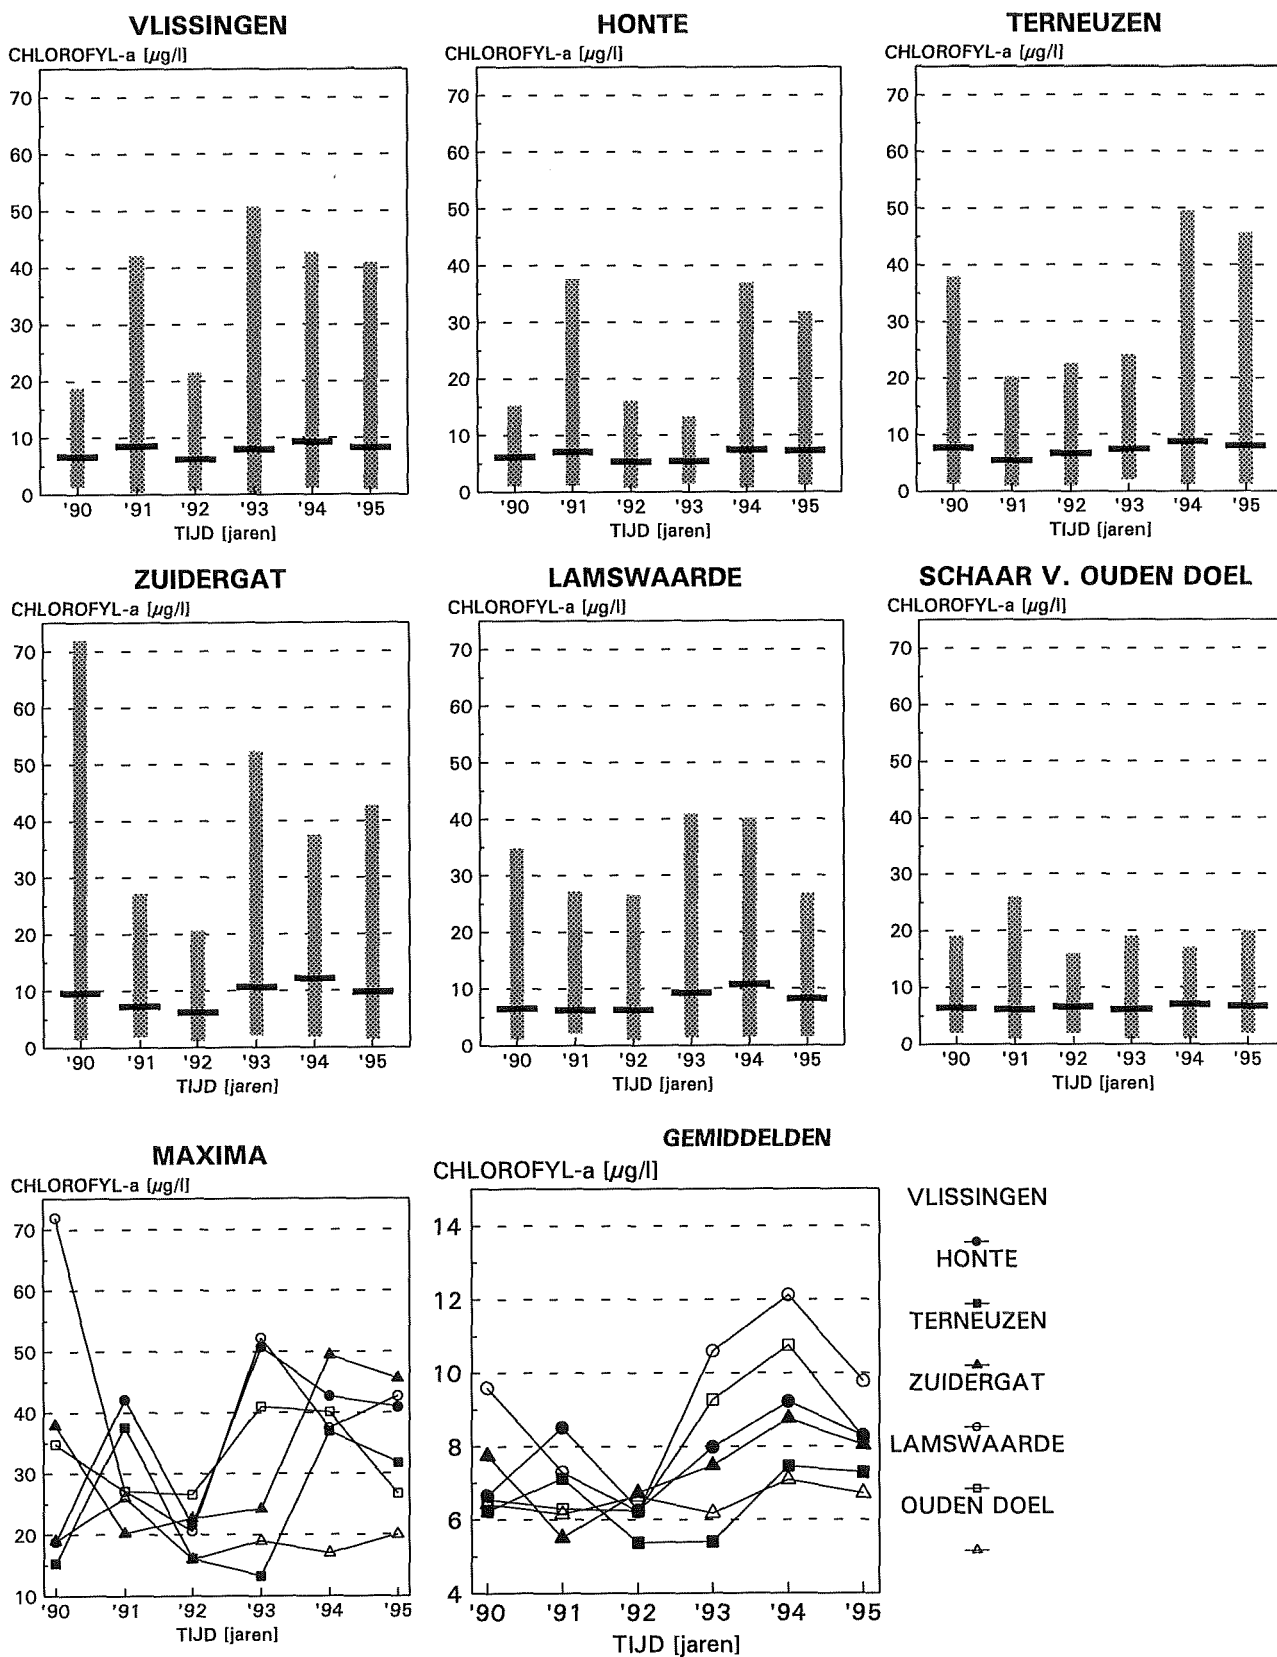 VLISSINGEN
CHLOROFYL-a [µg/l]
70
60
50
40
30
20
10
0
'90 '91 '92 '93 '94 '95
TIJD [jaren]
HONTE
CHLOROFYL-a [µg/l]
70
60
50
40
30
20
10
0
'90 '91 '92 '93 '94 '95
TIJD [jaren]
TERNEUZEN
CHLOROFYL-a [µg/l]
70
60
50
40
30
20
10
0
'90 '91 '92 '93 '94 '95
TIJD [jaren]
ZUIDERGAT
CHLOROFYL-a [µg/l]
70
60
50
40
30
20
10
0
'90 '91 '92 '93 '94 '95
TIJD [jaren]
LAMSWAARDE
CHLOROFYL-a [µg/l]
70
60
50
40
30
20
10
0
'90 '91 '92 '93 '94 '95
TIJD [jaren]
SCHAAR V. OUDEN DOEL
CHLOROFYL-a [µg/l]
70
60
50
40
30
20
10
0
'90 '91 '92 '93 '94 '95
TIJD [jaren]
MAXIMA
CHLOROFYL-a [µg/l]
70
60
50
40
30
20
10
'90 '91 '92 '93 '94 '95
TIJD [jaren]
GEMIDDELDEN
CHLOROFYL-a [µg/l]
14
12
10
8
6
4
'90 '91 '92 '93 '94 '95
TIJD [jaren]
VLISSINGEN
HONTE
TERNEUZEN
ZUIDERGAT
LAMSWAARDE
OUDEN DOEL